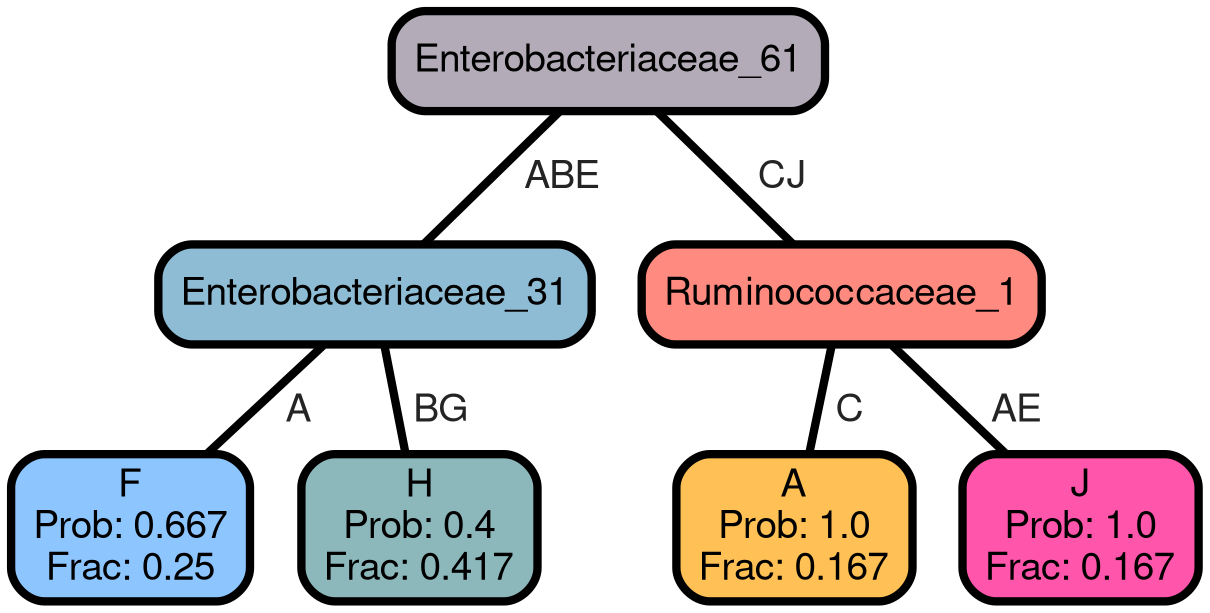 Enterobacteriaceae_61
ABE
CJ
Enterobacteriaceae_31
Ruminococcaceae_1
A
BG
C
AE
F
Prob: 0.667
Frac: 0.25
H
Prob: 0.4
Frac: 0.417
A
Prob: 1.0
Frac: 0.167
J
Prob: 1.0
Frac: 0.167